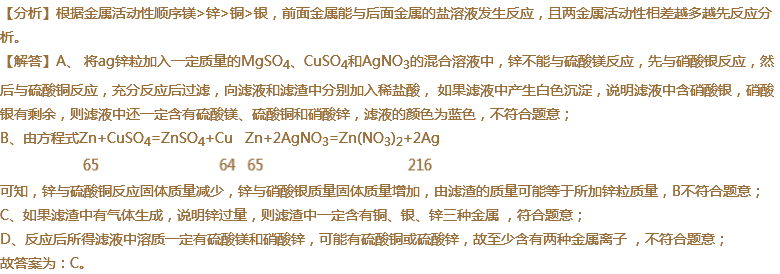 【分析】根据金属活动性顺序镁>锌>铜>银，前面金属能与后面金属的盐溶液发生反应，且两金属活动性相差越多越先反应分
析。
【解答】A、 将ag锌粒加入一定质量的MgSO₄、CuSO₄和AgNO₃的混合溶液中，锌不能与硫酸镁反应，先与硝酸银反应，然
后与硫酸铜反应，充分反应后过滤，向滤液和滤渣中分别加入稀盐酸， 如果滤液中产生白色沉淀，说明滤液中含硝酸银，硝酸
银有剩余，则滤液中还一定含有硫酸镁、硫酸铜和硝酸锌，滤液的颜色为蓝色，不符合题意；
B、由方程式Zn+CuSO₄=ZnSO₄+Cu Zn+2AgNO₃=Zn(NO₃)₂+2Ag
65 64 65 216
可知，锌与硫酸铜反应固体质量减少，锌与硝酸银质量固体质量增加，由滤渣的质量可能等于所加锌粒质量，B不符合题意；
C、如果滤渣中有气体生成，说明锌过量，则滤渣中一定含有铜、银、锌三种金属 ，符合题意；
D、反应后所得滤液中溶质一定有硫酸镁和硝酸锌，可能有硫酸铜或硫酸锌，故至少含有两种金属离子 ，不符合题意；
故答案为：C。